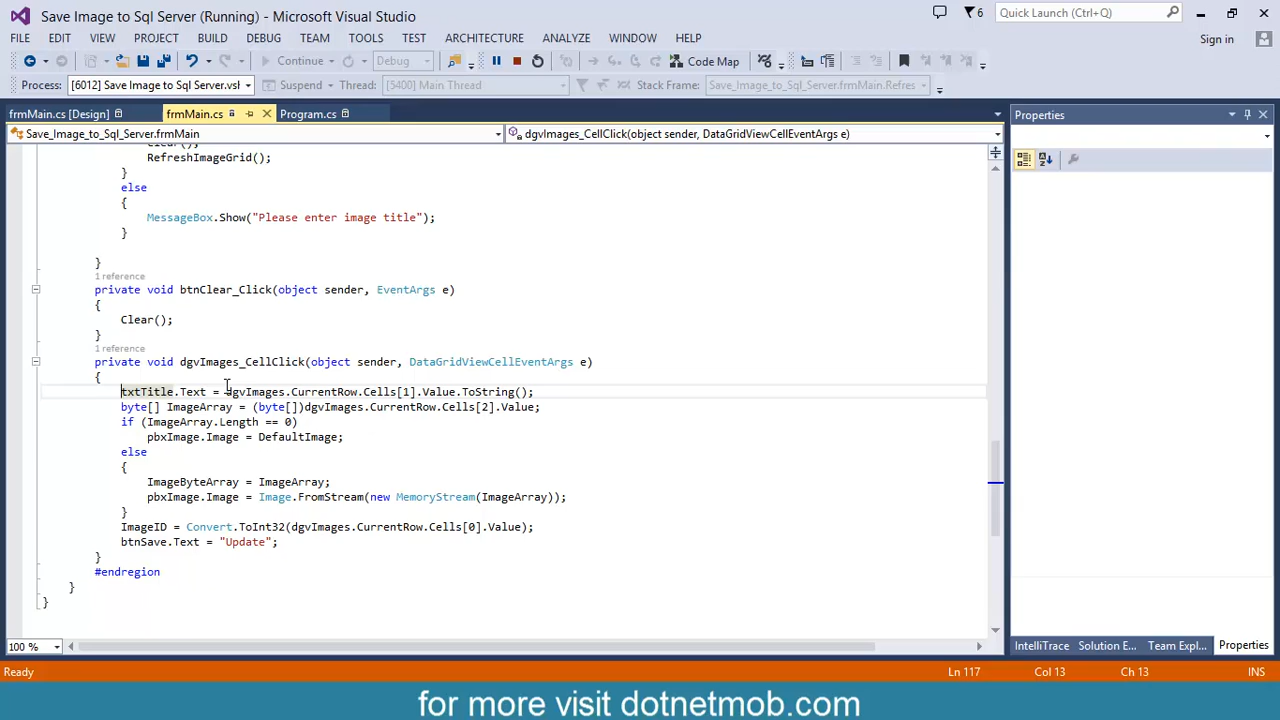 Save Image to Sql Server (Running) - Microsoft Visual Studio
6
Quick Launch (Ctrl+Q)
FILE EDIT VIEW PROJECT BUILD DEBUG TEAM TOOLS TEST ARCHITECTURE ANALYZE WINDOW HELP
Sign in
Continue
Debug
Code Map
Process: [6012] Save Image to Sql Server.vsl
Suspend
Thread: [5400] Main Thread
Stack Frame: Save_Image_to_Sql_Server.frmMain.Refres
frmMain.cs [Design]
frmMain.cs
Program.cs
Properties
Save_Image_to_Sql_Server.frmMain
dgvImages_CellClick(object sender, DataGridViewCellEventArgs e)
Clear();
RefreshImageGrid();
}
else
{
MessageBox.Show("Please enter image title");
}
}
1 reference
private void btnClear_Click(object sender, EventArgs e)
{
Clear();
}
1 reference
private void dgvImages_CellClick(object sender, DataGridViewCellEventArgs e)
{
txtTitle.Text = dgvImages.CurrentRow.Cells[1].Value.ToString();
byte[] ImageArray = (byte[])dgvImages.CurrentRow.Cells[2].Value;
if (ImageArray.Length == 0)
pbxImage.Image = DefaultImage;
else
{
ImageByteArray = ImageArray;
pbxImage.Image = Image.FromStream(new MemoryStream(ImageArray));
}
ImageID = Convert.ToInt32(dgvImages.CurrentRow.Cells[0].Value);
btnSave.Text = "Update";
}
#endregion
}
}
100 %
IntelliTrace Solution E... Team Expl... Properties
Ready
Ln 117
Col 13
Ch 13
INS
for more visit dotnetmob.com